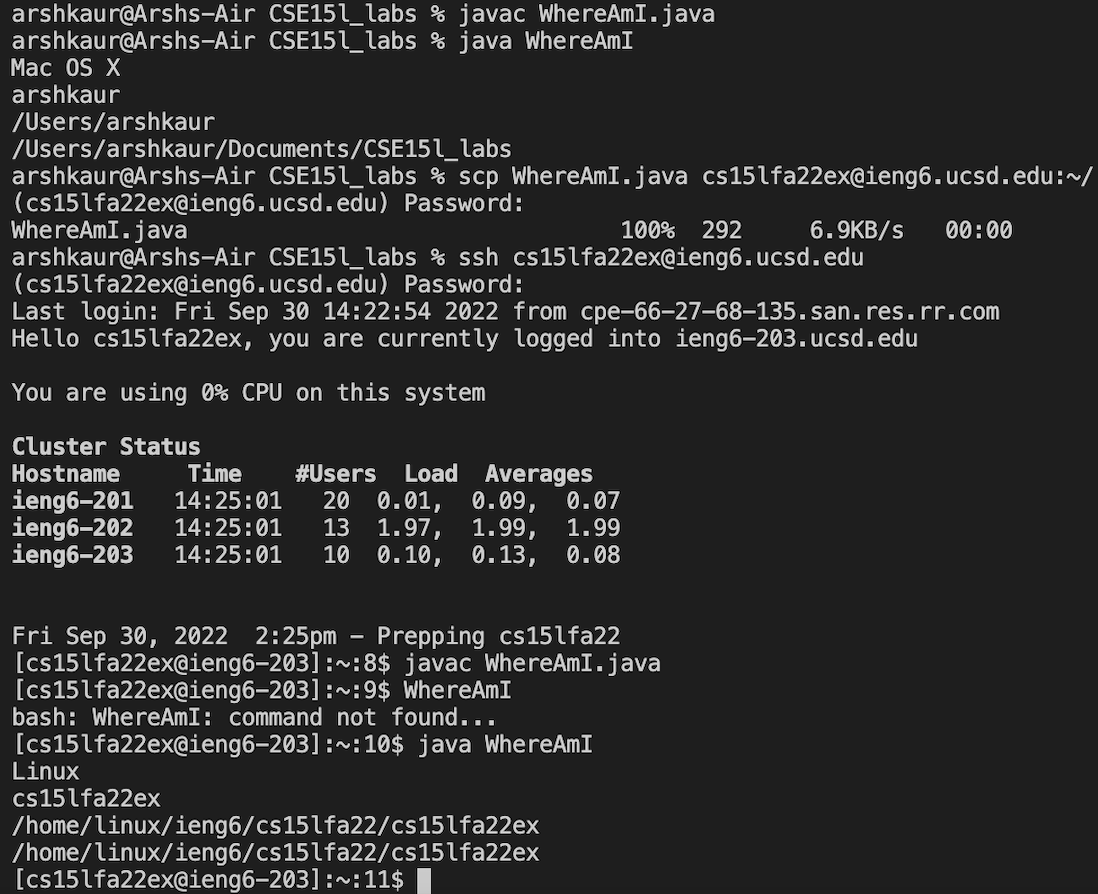 arshkaur@Arshs-Air CSE15l_labs % javac WhereAmI.java
arshkaur@Arshs-Air CSE15l_labs % java WhereAmI
Mac OS X
arshkaur
/Users/arshkaur
/Users/arshkaur/Documents/CSE15l_labs
arshkaur@Arshs-Air CSE15l_labs % scp WhereAmI.java cs15lfa22ex@ieng6.ucsd.edu:~/
(cs15lfa22ex@ieng6.ucsd.edu) Password:
WhereAmI.java 100% 292 6.9KB/s 00:00
arshkaur@Arshs-Air CSE15l_labs % ssh cs15lfa22ex@ieng6.ucsd.edu
(cs15lfa22ex@ieng6.ucsd.edu) Password:
Last login: Fri Sep 30 14:22:54 2022 from cpe-66-27-68-135.san.res.rr.com
Hello cs15lfa22ex, you are currently logged into ieng6-203.ucsd.edu
You are using 0% CPU on this system
Cluster Status
Hostname Time #Users Load Averages
ieng6-201 14:25:01 20 0.01, 0.09, 0.07
ieng6-202 14:25:01 13 1.97, 1.99, 1.99
ieng6-203 14:25:01 10 0.10, 0.13, 0.08
Fri Sep 30, 2022 2:25pm - Prepping cs15lfa22
[cs15lfa22ex@ieng6-203]:~:8$ javac WhereAmI.java
[cs15lfa22ex@ieng6-203]:~:9$ WhereAmI
bash: WhereAmI: command not found...
[cs15lfa22ex@ieng6-203]:~:10$ java WhereAmI
Linux
cs15lfa22ex
/home/linux/ieng6/cs15lfa22/cs15lfa22ex
/home/linux/ieng6/cs15lfa22/cs15lfa22ex
[cs15lfa22ex@ieng6-203]:~:11$